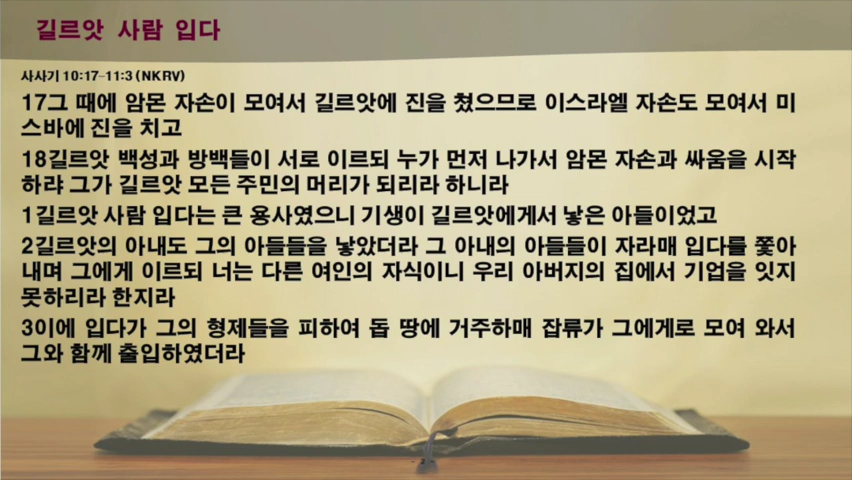 길르앗 사람 입다
사사기 10:17-11:3 (NKRV)
17그 때에 암몬 자손이 모여서 길르앗에 진을 쳤으므로 이스라엘 자손도 모여서 미
스바에 진을 치고
18길르앗 백성과 방백들이 서로 이르되 누가 먼저 나가서 암몬 자손과 싸움을 시작
하랴 그가 길르앗 모든 주민의 머리가 되리라 하니라
1길르앗 사람 입다는 큰 용사였으니 기생이 길르앗에게서 낳은 아들이었고
2길르앗의 아내도 그의 아들들을 낳았더라 그 아내의 아들들이 자라매 입다를 쫓아
내며 그에게 이르되 너는 다른 여인의 자식이니 우리 아버지의 집에서 기업을 잇지
못하리라 한지라
3이에 입다가 그의 형제들을 피하여 돕 땅에 거주하매 잡류가 그에게로 모여 와서
그와 함께 출입하였더라